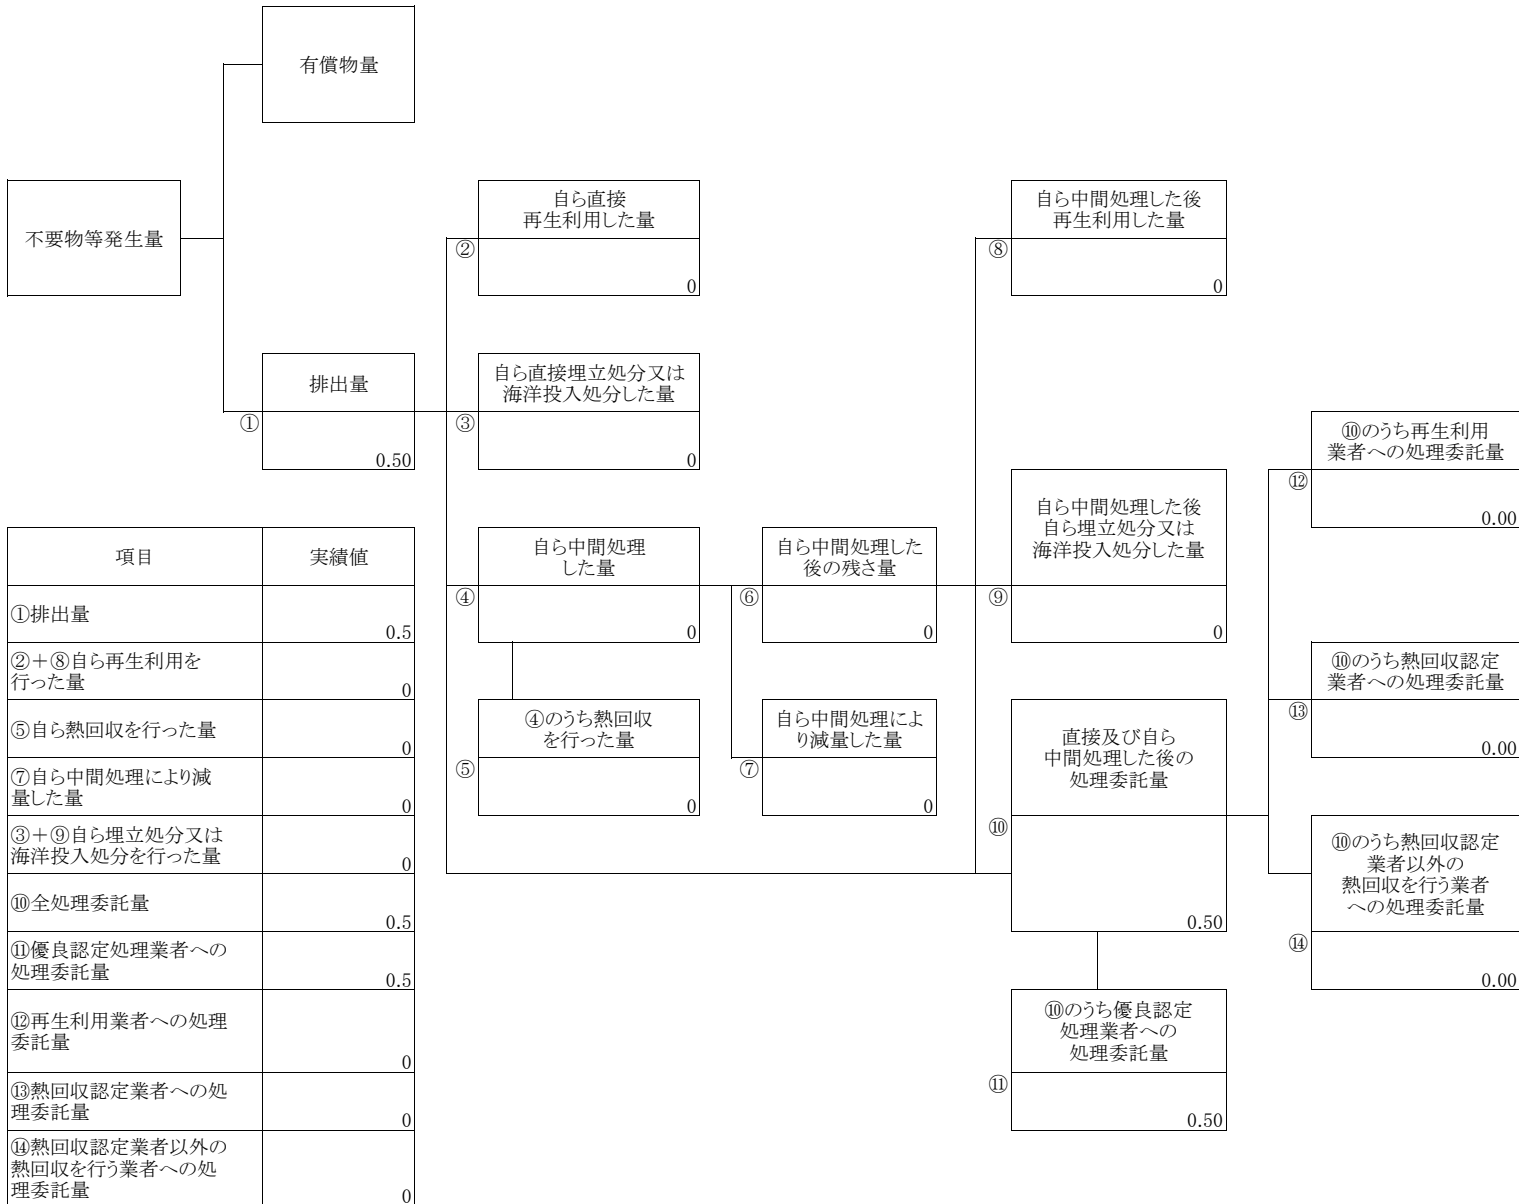 有償物量
不要物等発生量
自ら直接
再生利用した量
②
0
自ら中間処理した後
再生利用した量
⑧
0
排出量
①
0.50
自ら直接埋立処分又は
海洋投入処分した量
③
0
⑩のうち再生利用
業者への処理委託量
⑫
0.00
自ら中間処理
した量
④
0
自ら中間処理した
後の残さ量
⑥
0
自ら中間処理した後
自ら埋立処分又は
海洋投入処分した量
⑨
0
⑩のうち熱回収認定
業者への処理委託量
⑬
0.00
④のうち熱回収
を行った量
⑤
0
自ら中間処理によ
り減量した量
⑦
0
直接及び自ら
中間処理した後の
処理委託量
⑩
0.50
⑩のうち熱回収認定
業者以外の
熱回収を行う業者
への処理委託量
⑭
0.00
⑩のうち優良認定
処理業者への
処理委託量
⑪
0.50
項目 実績値
①排出量
0.5
②+⑧自ら再生利用を
行った量
0
⑤自ら熱回収を行った量
0
⑦自ら中間処理により減
量した量
0
③+⑨自ら埋立処分又は
海洋投入処分を行った量
0
⑩全処理委託量
0.5
⑪優良認定処理業者への
処理委託量
0.5
⑫再生利用業者への処理
委託量
0
⑬熱回収認定業者への処
理委託量
0
⑭熱回収認定業者以外の
熱回収を行う業者への処
理委託量
0